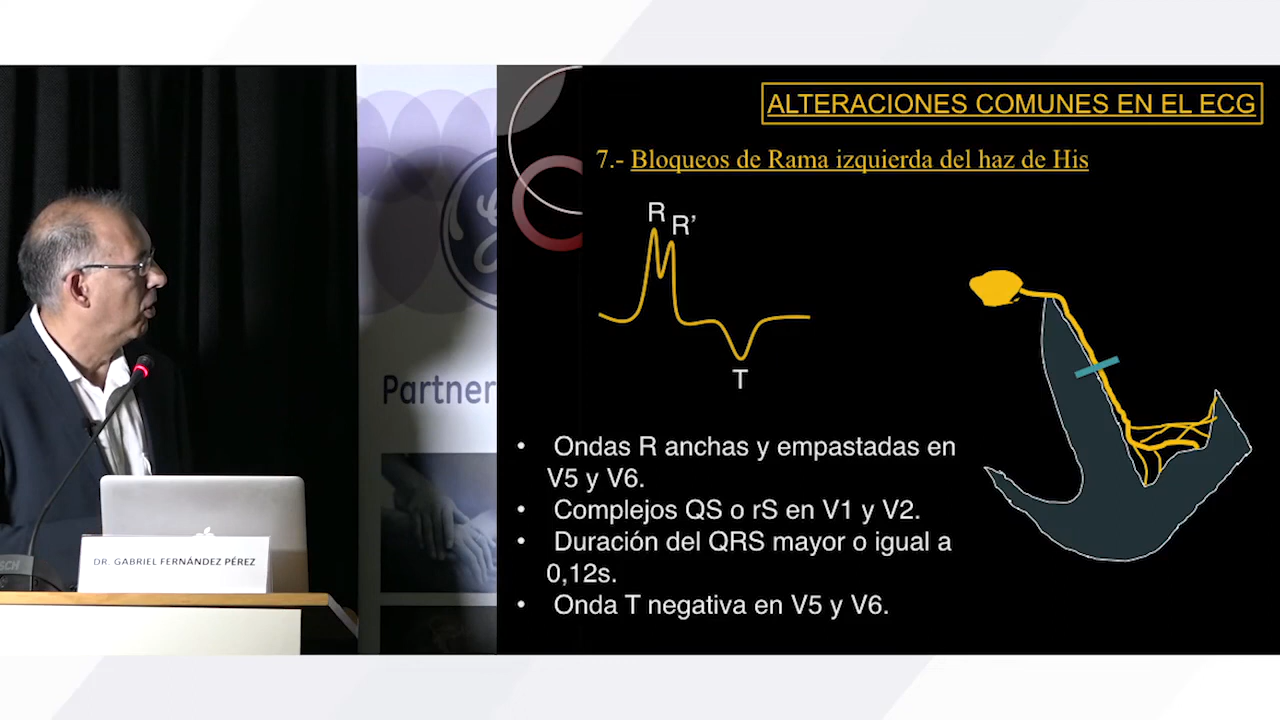 ALTERACIONES COMUNES EN EL ECG
7.- Bloqueos de Rama izquierda del haz de His
R
R’
T
• Ondas R anchas y empastadas en
V5 y V6.
• Complejos QS o rS en V1 y V2.
• Duración del QRS mayor o igual a
0,12s.
• Onda T negativa en V5 y V6.
Partner
DR. GABRIEL FERNÁNDEZ PÉREZ